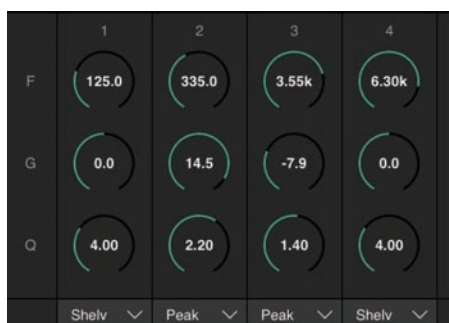 1 2 3 4
F 125.0 335.0 3.55k 6.30k
G 0.0 14.5 -7.9 0.0
Q 4.00 2.20 1.40 4.00
Shelv Peak Peak Shelv